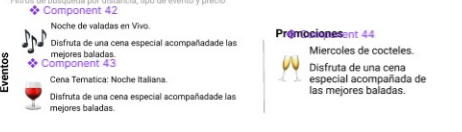 Filtros de busqueda por distancia, tipo de evento y precio
Component 42
Noche de valadas en Vivo.
Disfruta de una cena especial acompañadade las
mejores baladas.
Component 43
Cena Tematica: Noche Italiana.
Disfruta de una cena especial acompañadade las
mejores baladas.
Eventos
Promociones
Component 44
Miercoles de cocteles.
Disfruta de una cena
especial acompañada de
las mejores baladas.